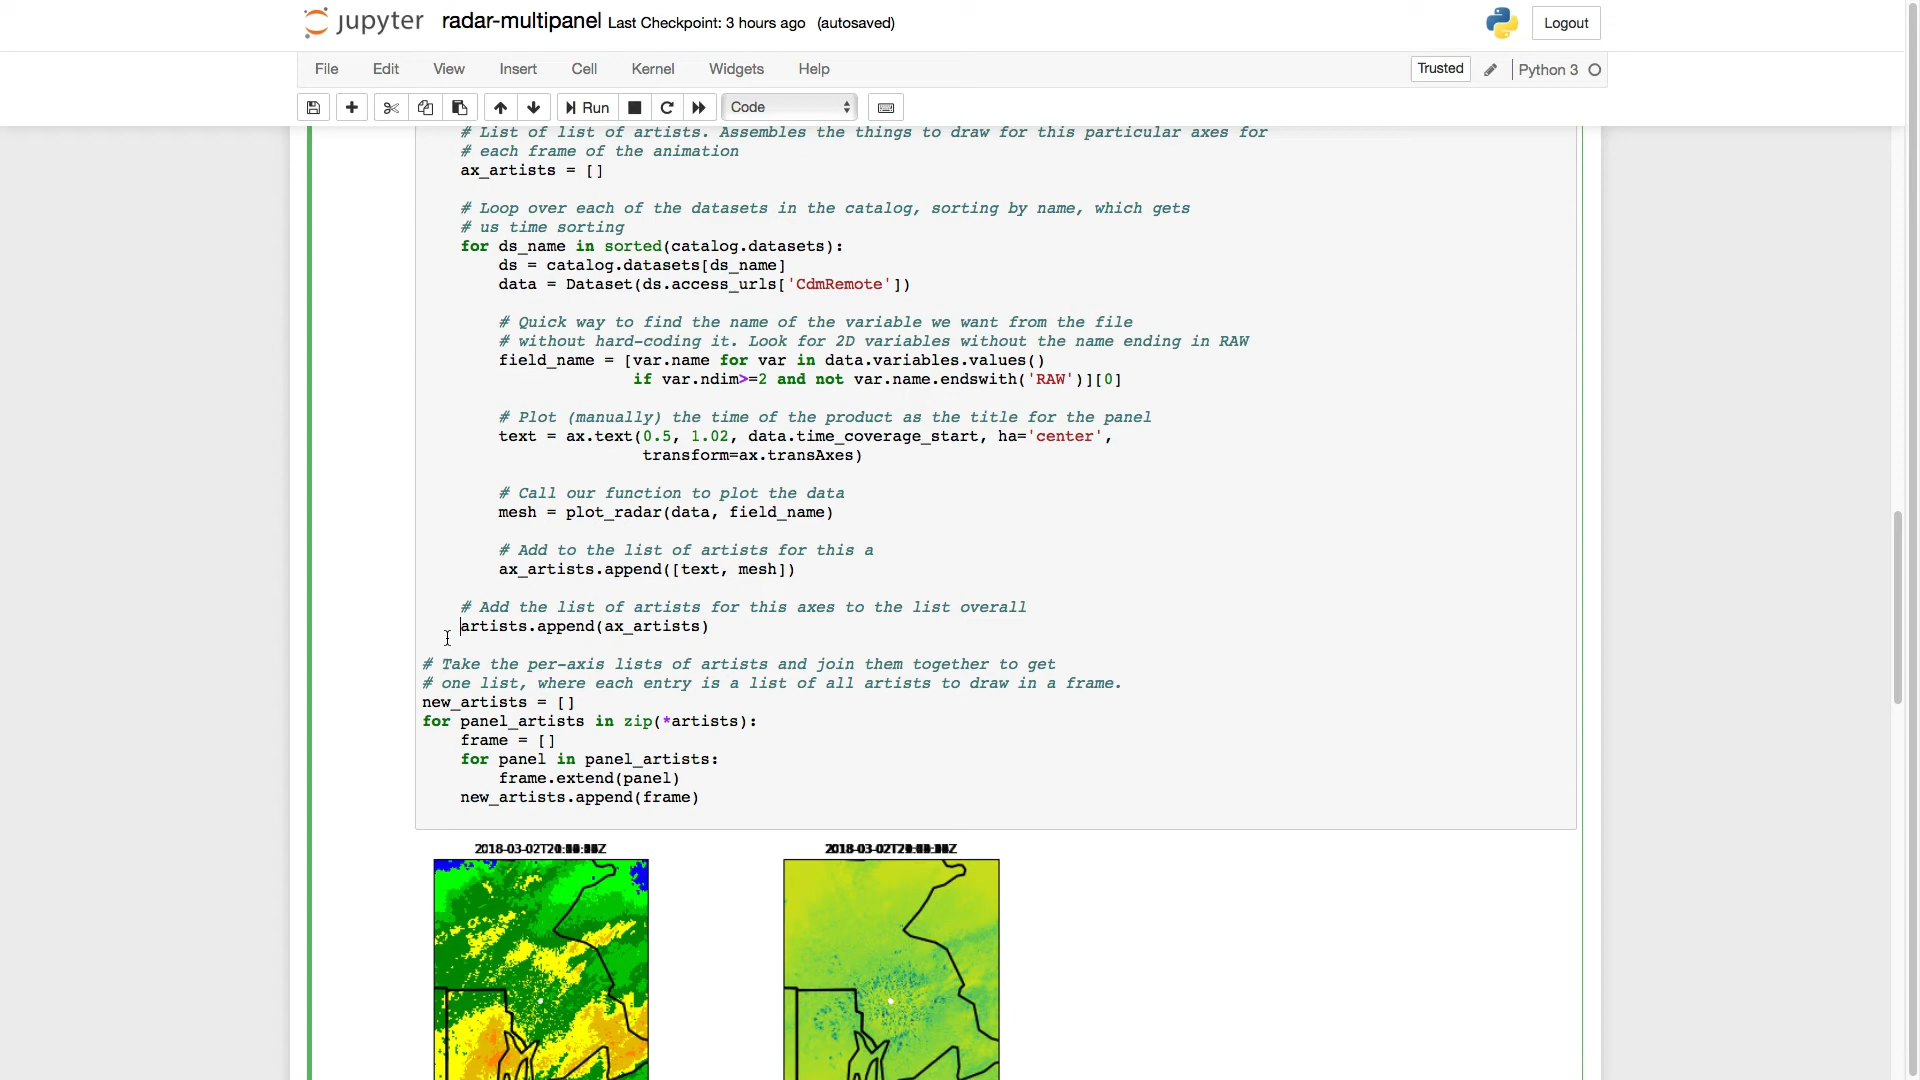 jupyter radar-multipanel Last Checkpoint: 3 hours ago (autosaved) Logout
File Edit View Insert Cell Kernel Widgets Help Trusted Python 3
Run Code
# List of list of artists. Assembles the things to draw for this particular axes for
# each frame of the animation
ax_artists = []
# Loop over each of the datasets in the catalog, sorting by name, which gets
# us time sorting
for ds_name in sorted(catalog.datasets):
ds = catalog.datasets[ds_name]
data = Dataset(ds.access_urls['CdmRemote'])
# Quick way to find the name of the variable we want from the file
# without hard-coding it. Look for 2D variables without the name ending in RAW
field_name = [var.name for var in data.variables.values()
if var.ndim>=2 and not var.name.endswith('RAW')][0]
# Plot (manually) the time of the product as the title for the panel
text = ax.text(0.5, 1.02, data.time_coverage_start, ha='center',
transform=ax.transAxes)
# Call our function to plot the data
mesh = plot_radar(data, field_name)
# Add to the list of artists for this a
ax_artists.append([text, mesh])
# Add the list of artists for this axes to the list overall
artists.append(ax_artists)
# Take the per-axis lists of artists and join them together to get
# one list, where each entry is a list of all artists to draw in a frame.
new_artists = []
for panel_artists in zip(*artists):
frame = []
for panel in panel_artists:
frame.extend(panel)
new_artists.append(frame)